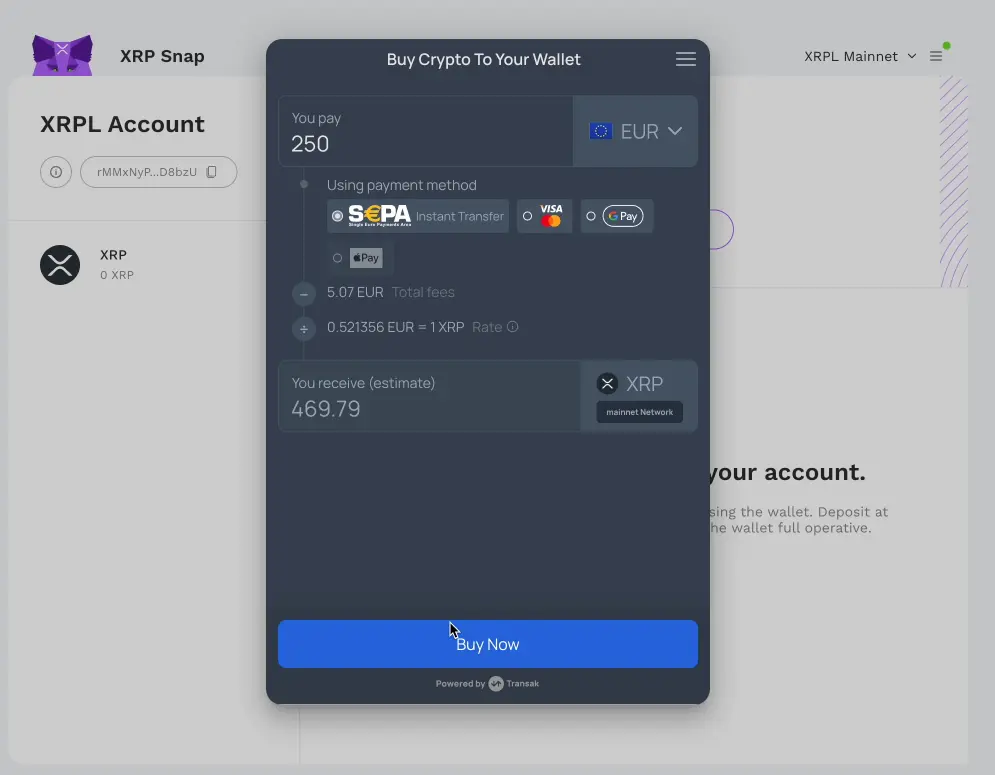 XRP Snap
XRPL Mainnet
XRPL Account
rMMxNyP...D8bzU
XRP
0 XRP
Buy Crypto To Your Wallet
You pay
250
EUR
Using payment method
SEPA Instant Transfer
Single Euro Payments Area
VISA
G Pay
Pay
5.07 EUR Total fees
0.521356 EUR = 1 XRP Rate
You receive (estimate)
469.79
XRP
mainnet Network
Buy Now
Powered by Transak
your account.
sing the wallet. Deposit at
he wallet full operative.